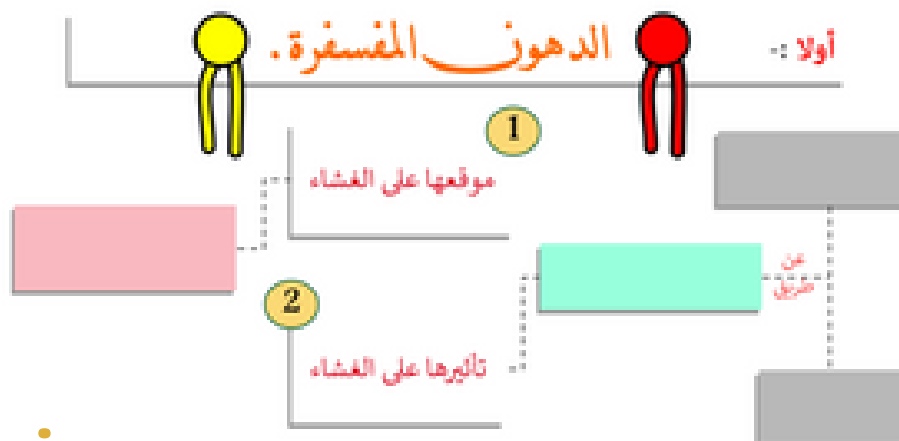 أولا :-
الدهون المفسفرة .
1
موقعها على الغشاء
عن
طريق
2
تأثيرها على الغشاء